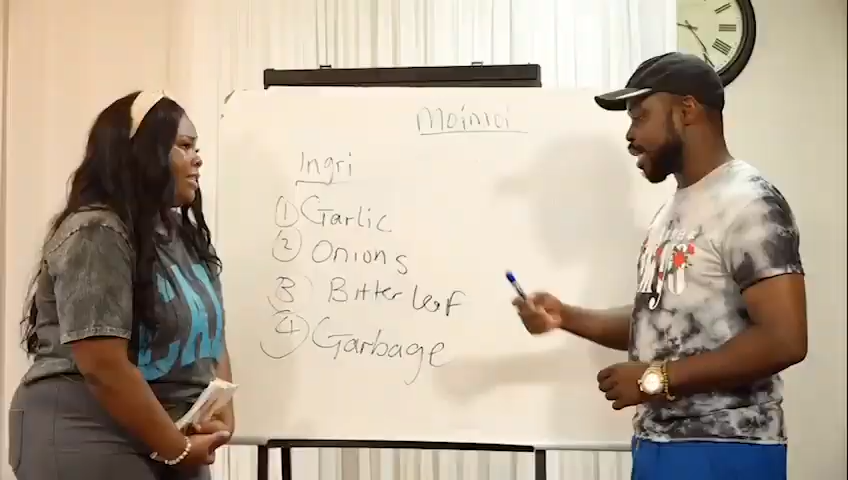 Moimoi
Ingri
1 Garlic
2 Onions
3 Bitter leaf
4 Garbage